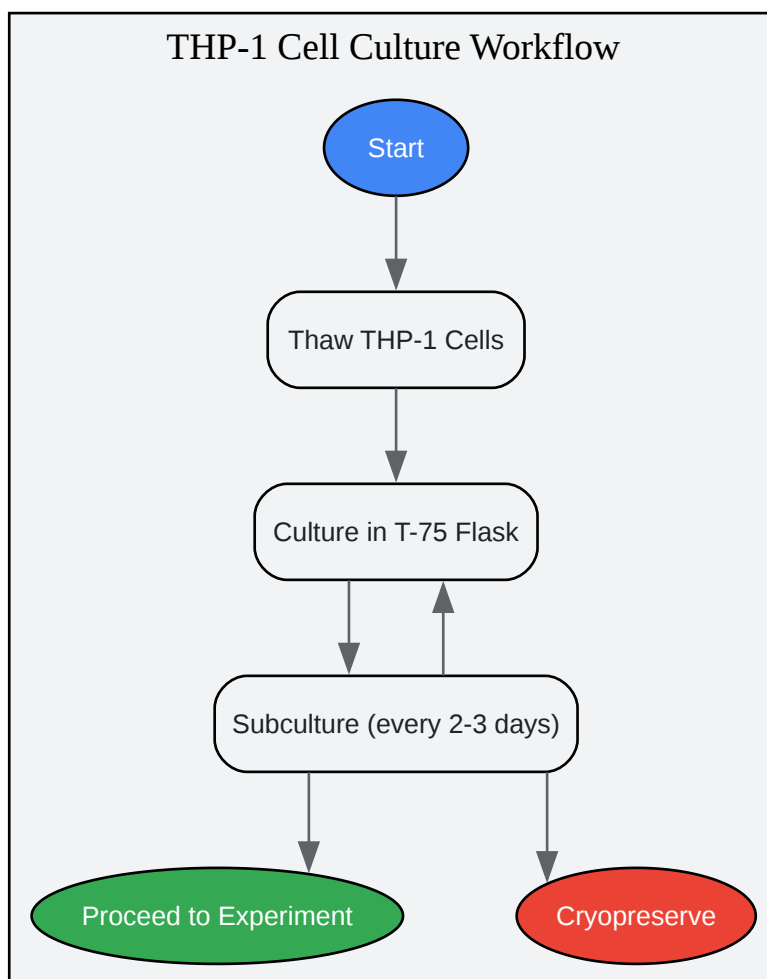 THP-1 Cell Culture Workflow
Start
Thaw THP-1 Cells
Culture in T-75 Flask
Subculture (every 2-3 days)
Proceed to Experiment
Cryopreserve